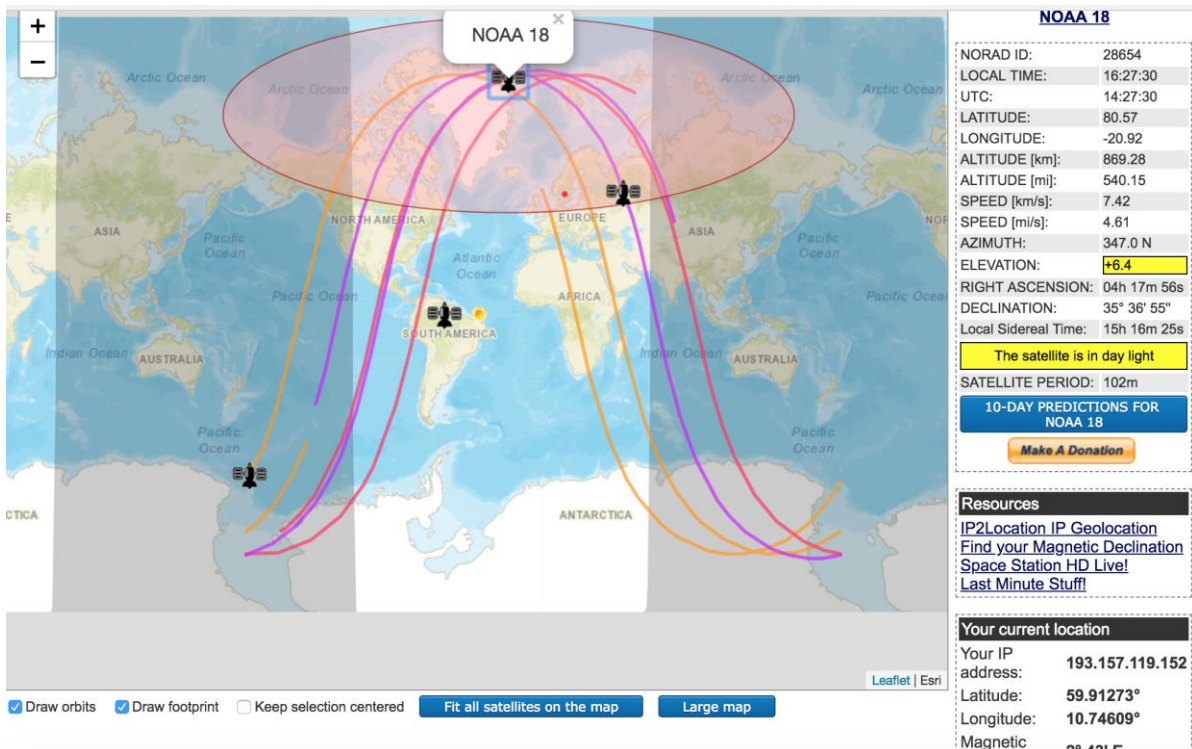 +
−
NOAA 18
×
Arctic Ocean
Arctic Ocean
Arctic Ocean
Arctic Ocean
ASIA
NORTH AMERICA
EUROPE
ASIA
NOR
E
Pacific
Ocean
Atlantic
Ocean
Pacific
Ocean
Pacific Ocean
AFRICA
Pacific Ocean
SOUTH AMERICA
Indian Ocean
AUSTRALIA
Indian Ocean
AUSTRALIA
Pacific
Ocean
Pacific
Ocean
CTICA
ANTARCTICA
ANTARCTICA
Leaflet | Esri
Draw orbits
Draw footprint
Keep selection centered
Fit all satellites on the map
Large map
NOAA 18
NORAD ID: 28654
LOCAL TIME: 16:27:30
UTC: 14:27:30
LATITUDE: 80.57
LONGITUDE: -20.92
ALTITUDE [km]: 869.28
ALTITUDE [mi]: 540.15
SPEED [km/s]: 7.42
SPEED [mi/s]: 4.61
AZIMUTH: 347.0 N
ELEVATION: +6.4
RIGHT ASCENSION: 04h 17m 56s
DECLINATION: 35° 36' 55"
Local Sidereal Time: 15h 16m 25s
The satellite is in day light
SATELLITE PERIOD: 102m
10-DAY PREDICTIONS FOR
NOAA 18
Make A Donation
Resources
IP2Location IP Geolocation
Find your Magnetic Declination
Space Station HD Live!
Last Minute Stuff!
Your current location
Your IP
address: 193.157.119.152
Latitude: 59.91273°
Longitude: 10.74609°
Magnetic